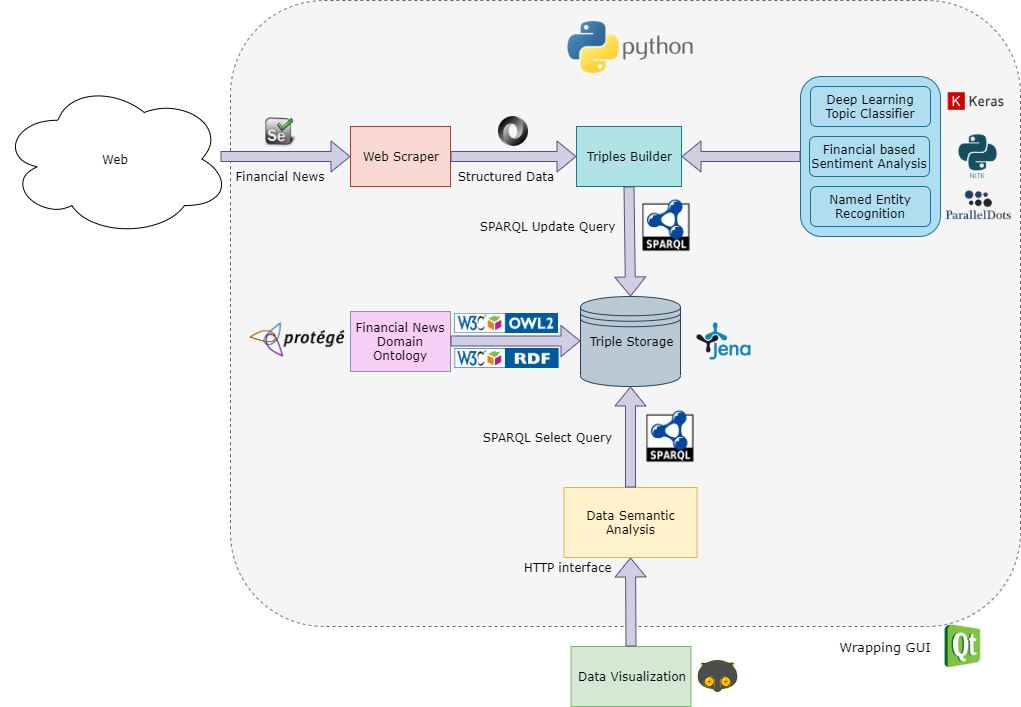 python
Deep Learning
Topic Classifier
K Keras
Se
Web
Web Scraper
Triples Builder
Financial based
Sentiment Analysis
NLTK
Financial News
Structured Data
Named Entity
Recognition
ParallelDots
SPARQL Update Query
SPARQL
protégé
Financial News
Domain
Ontology
W3C OWL2
W3C RDF
Triple Storage
Jena
SPARQL Select Query
SPARQL
Data Semantic
Analysis
HTTP interface
Wrapping GUI
Qt
Data Visualization